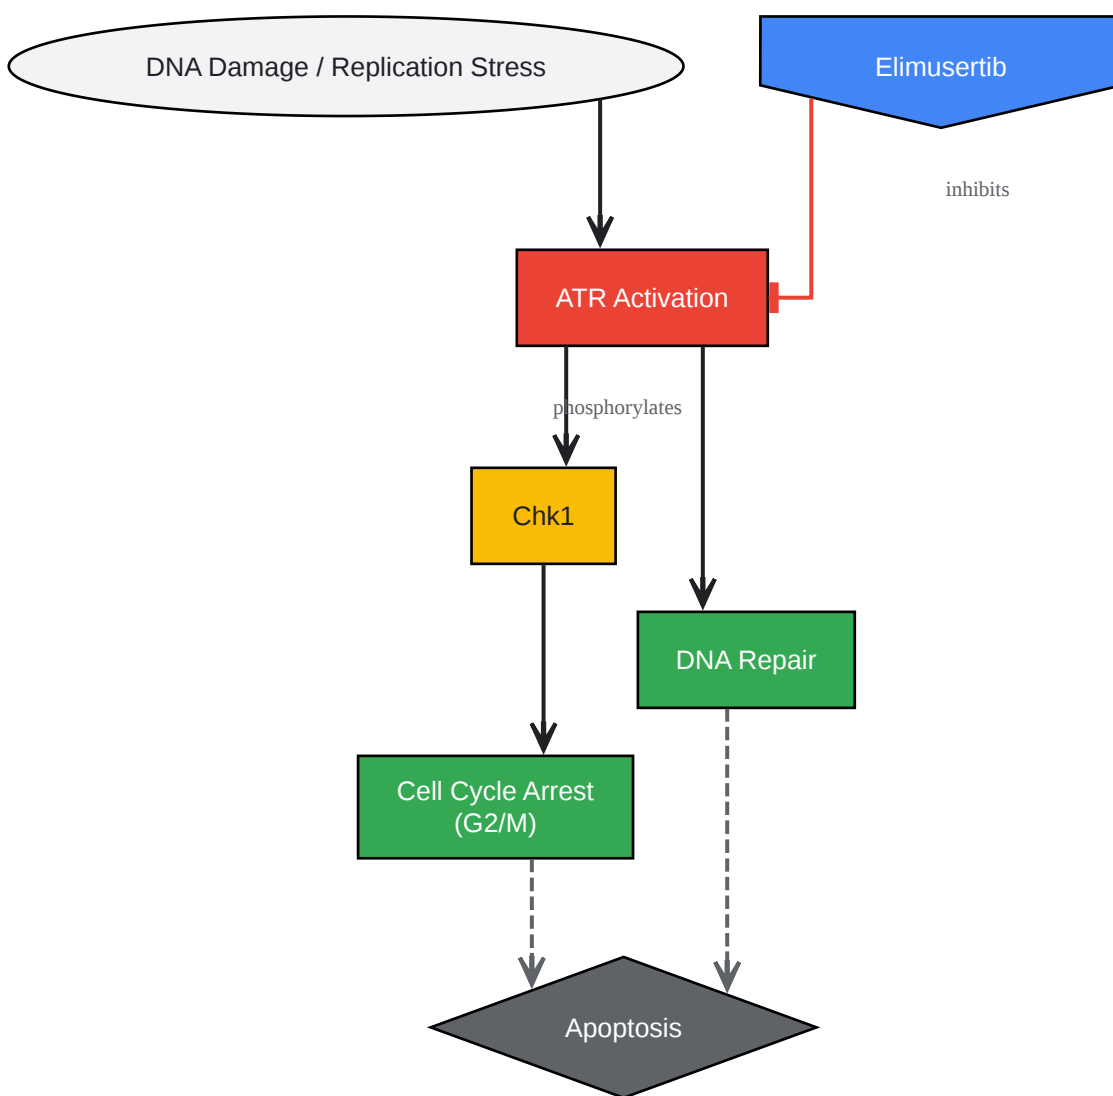 DNA Damage / Replication Stress
Elimusertib
inhibits
ATR Activation
phosphorylates
Chk1
DNA Repair
Cell Cycle Arrest
(G2/M)
Apoptosis